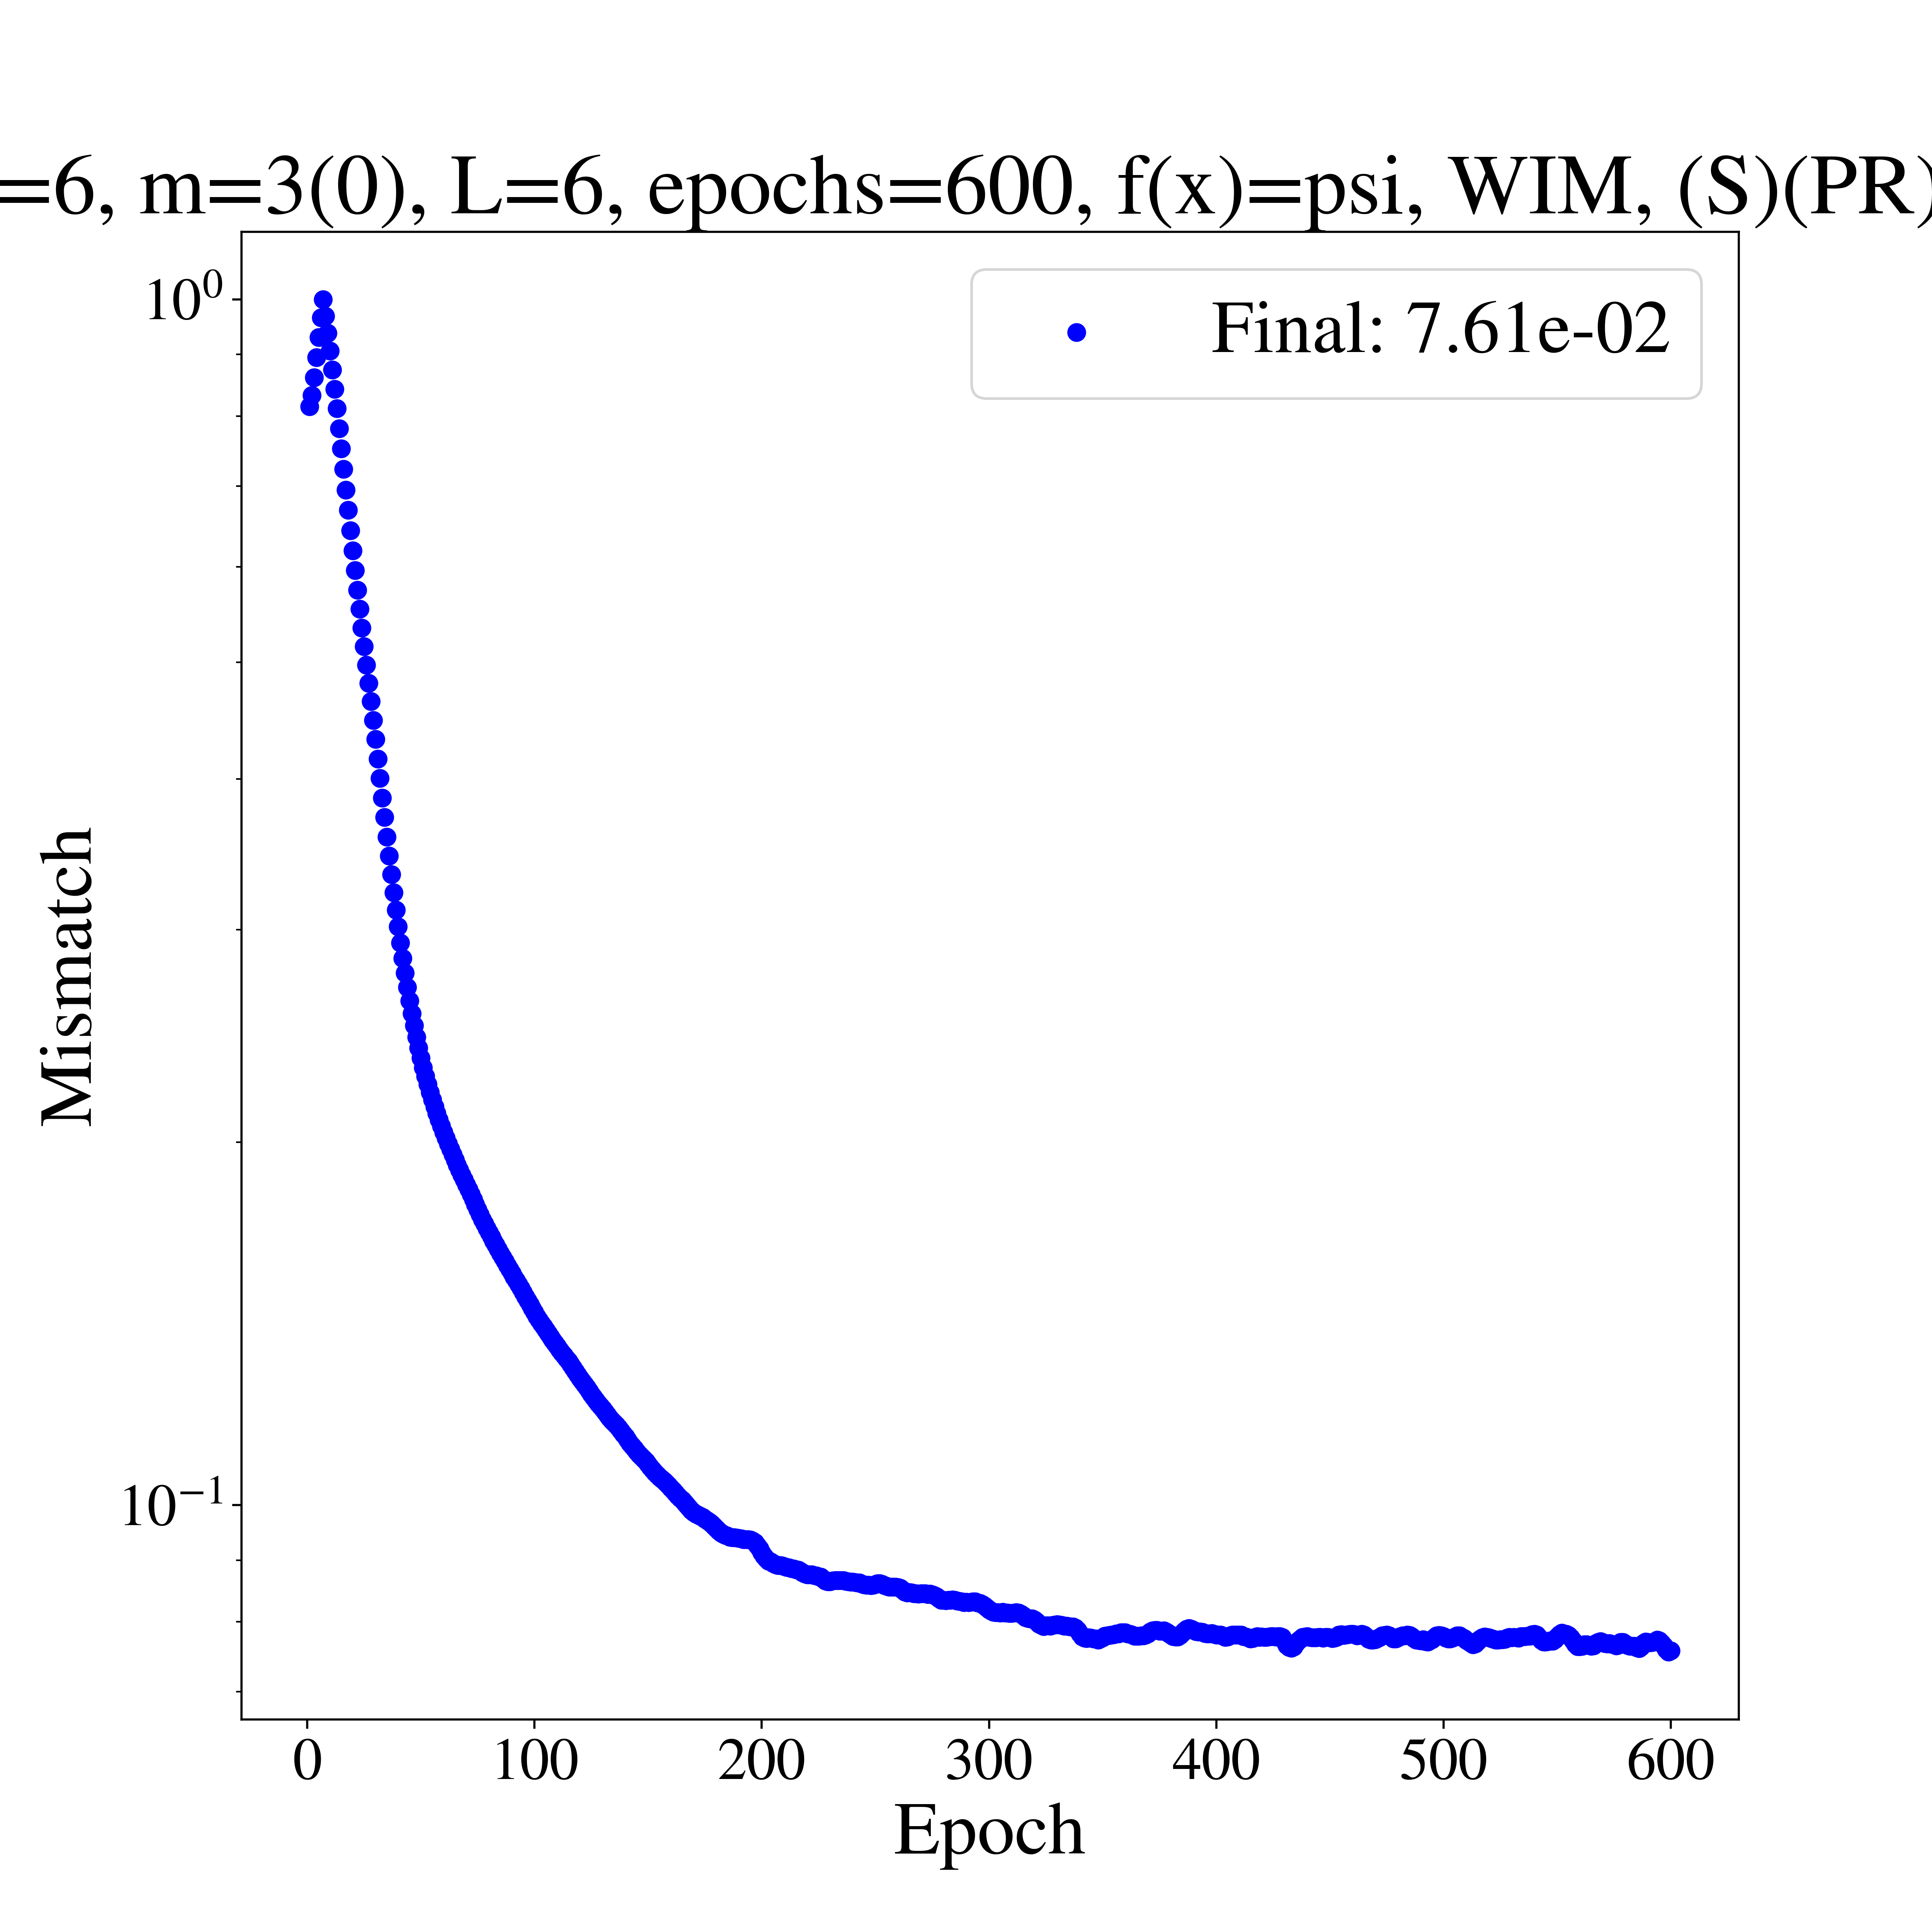 =6, m=3(0), L=6, epochs=600, f(x)=psi, WIM, (S)(PR)
Final: 7.61e-02
10⁰
10⁻¹
Mismatch
0 100 200 300 400 500 600
Epoch